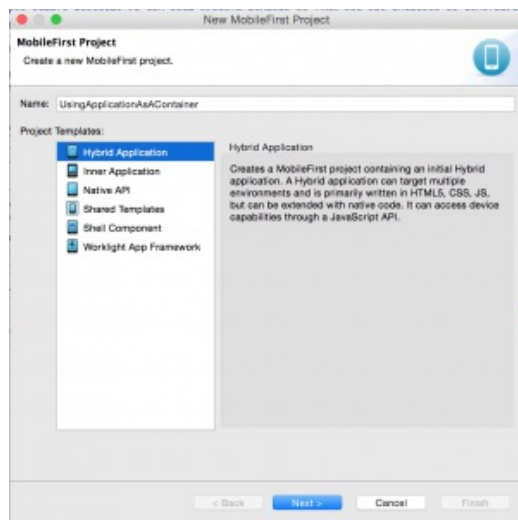 New MobileFirst Project
MobileFirst Project
Create a new MobileFirst project.
Name: UsingApplicationAsAContainer
Project Templates:
Hybrid Application
Inner Application
Native API
Shared Templates
Shell Component
Worklight App Framework
Hybrid Application
Creates a MobileFirst project containing an initial Hybrid
application. A Hybrid application can target multiple
environments and is primarily written in HTML5, CSS, JS,
but can be extended with native code. It can access device
capabilities through a JavaScript API.
< Back Next > Cancel Finish